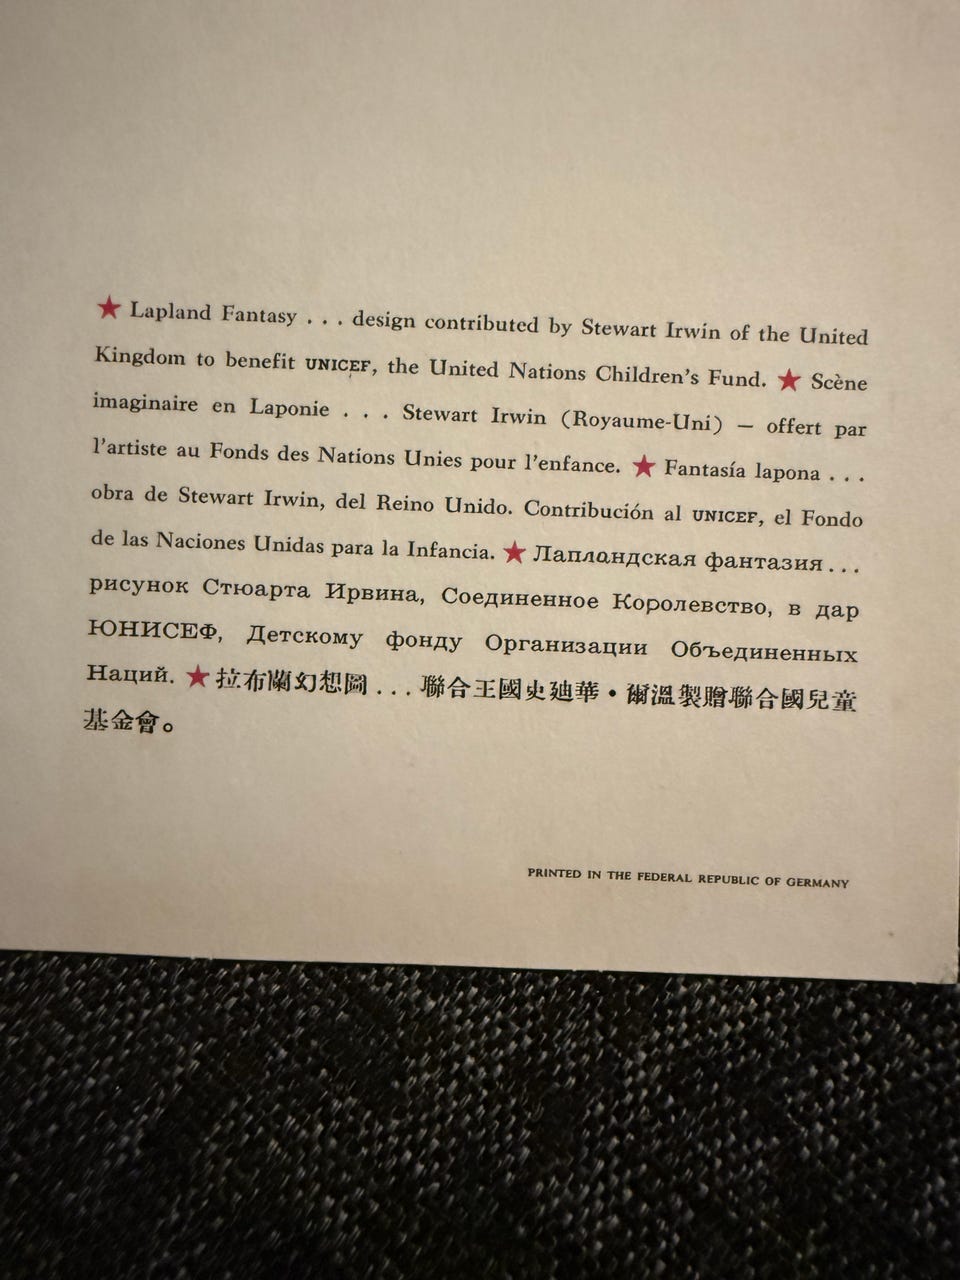 ★ Lapland Fantasy . . . design contributed by Stewart Irwin of the United
Kingdom to benefit UNICEF, the United Nations Children's Fund. ★ Scène
imaginaire en Laponie . . . Stewart Irwin (Royaume-Uni) — offert par
l'artiste au Fonds des Nations Unies pour l'enfance. ★ Fantasía lapona . . .
obra de Stewart Irwin, del Reino Unido. Contribución al UNICEF, el Fondo
de las Naciones Unidas para la Infancia. ★ Лапландская фантазия . . .
рисунок Стюарта Ирвина, Соединенное Королевство, в дар
ЮНИСЕФ, Детскому фонду Организации Объединенных
Наций. ★ 拉布蘭幻想圖 . . . 聯合王國史廸華・爾溫製贈聯合國兒童
基金會。
PRINTED IN THE FEDERAL REPUBLIC OF GERMANY